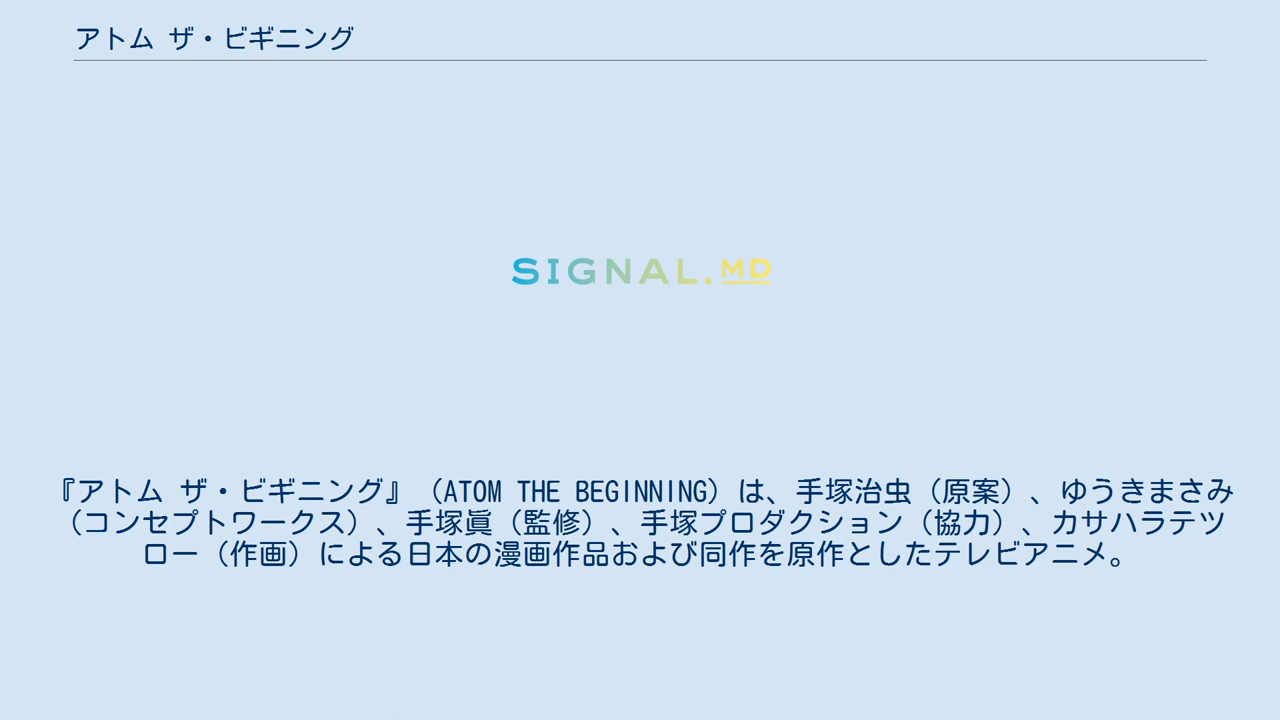 アトム ザ・ビギニング
SIGNAL.MD
『アトム ザ・ビギニング』（ATOM THE BEGINNING）は、手塚治虫（原案）、ゆうきまさみ
（コンセプトワークス）、手塚眞（監修）、手塚プロダクション（協力）、カサハラテツ
ロー（作画）による日本の漫画作品および同作を原作としたテレビアニメ。